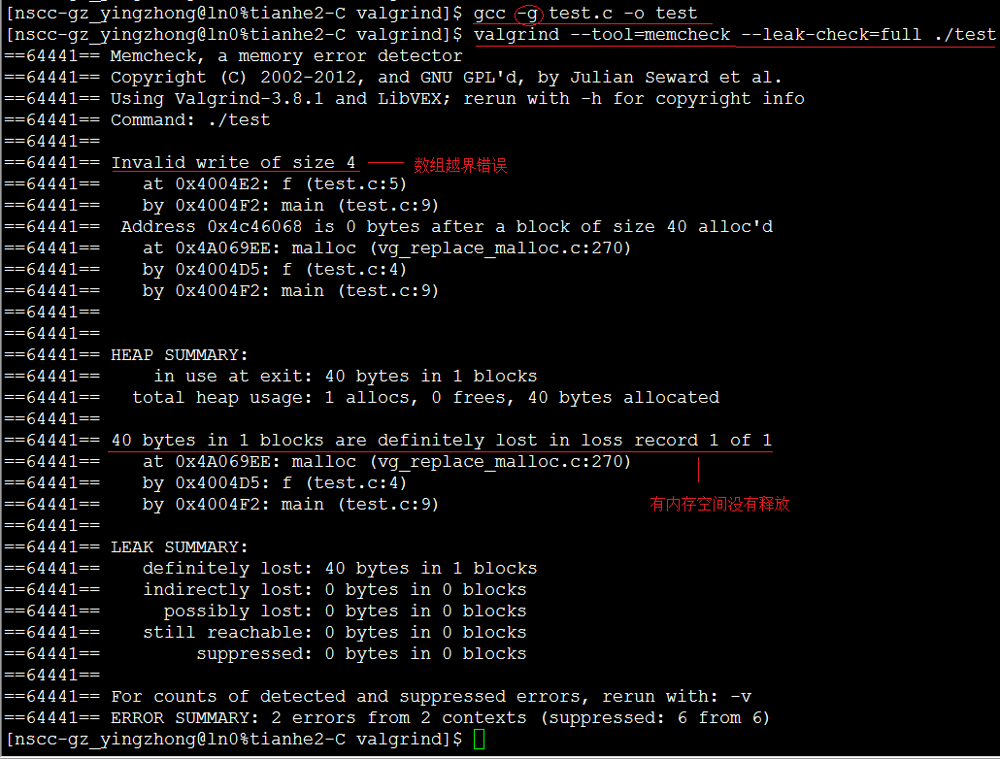 [nscc-gz_yingzhong@ln0%tianhe2-C valgrind]$ gcc -g test.c -o test
[nscc-gz_yingzhong@ln0%tianhe2-C valgrind]$ valgrind --tool=memcheck --leak-check=full ./test
==64441== Memcheck, a memory error detector
==64441== Copyright (C) 2002-2012, and GNU GPL'd, by Julian Seward et al.
==64441== Using Valgrind-3.8.1 and LibVEX; rerun with -h for copyright info
==64441== Command: ./test
==64441==
==64441== Invalid write of size 4 数组越界错误
==64441==    at 0x4004E2: f (test.c:5)
==64441==    by 0x4004F2: main (test.c:9)
==64441==  Address 0x4c46068 is 0 bytes after a block of size 40 alloc'd
==64441==    at 0x4A069EE: malloc (vg_replace_malloc.c:270)
==64441==    by 0x4004D5: f (test.c:4)
==64441==    by 0x4004F2: main (test.c:9)
==64441==
==64441==
==64441== HEAP SUMMARY:
==64441==     in use at exit: 40 bytes in 1 blocks
==64441==   total heap usage: 1 allocs, 0 frees, 40 bytes allocated
==64441==
==64441== 40 bytes in 1 blocks are definitely lost in loss record 1 of 1
==64441==    at 0x4A069EE: malloc (vg_replace_malloc.c:270)
==64441==    by 0x4004D5: f (test.c:4)
==64441==    by 0x4004F2: main (test.c:9) 有内存空间没有释放
==64441==
==64441== LEAK SUMMARY:
==64441==    definitely lost: 40 bytes in 1 blocks
==64441==    indirectly lost: 0 bytes in 0 blocks
==64441==      possibly lost: 0 bytes in 0 blocks
==64441==    still reachable: 0 bytes in 0 blocks
==64441==         suppressed: 0 bytes in 0 blocks
==64441==
==64441== For counts of detected and suppressed errors, rerun with: -v
==64441== ERROR SUMMARY: 2 errors from 2 contexts (suppressed: 6 from 6)
[nscc-gz_yingzhong@ln0%tianhe2-C valgrind]$